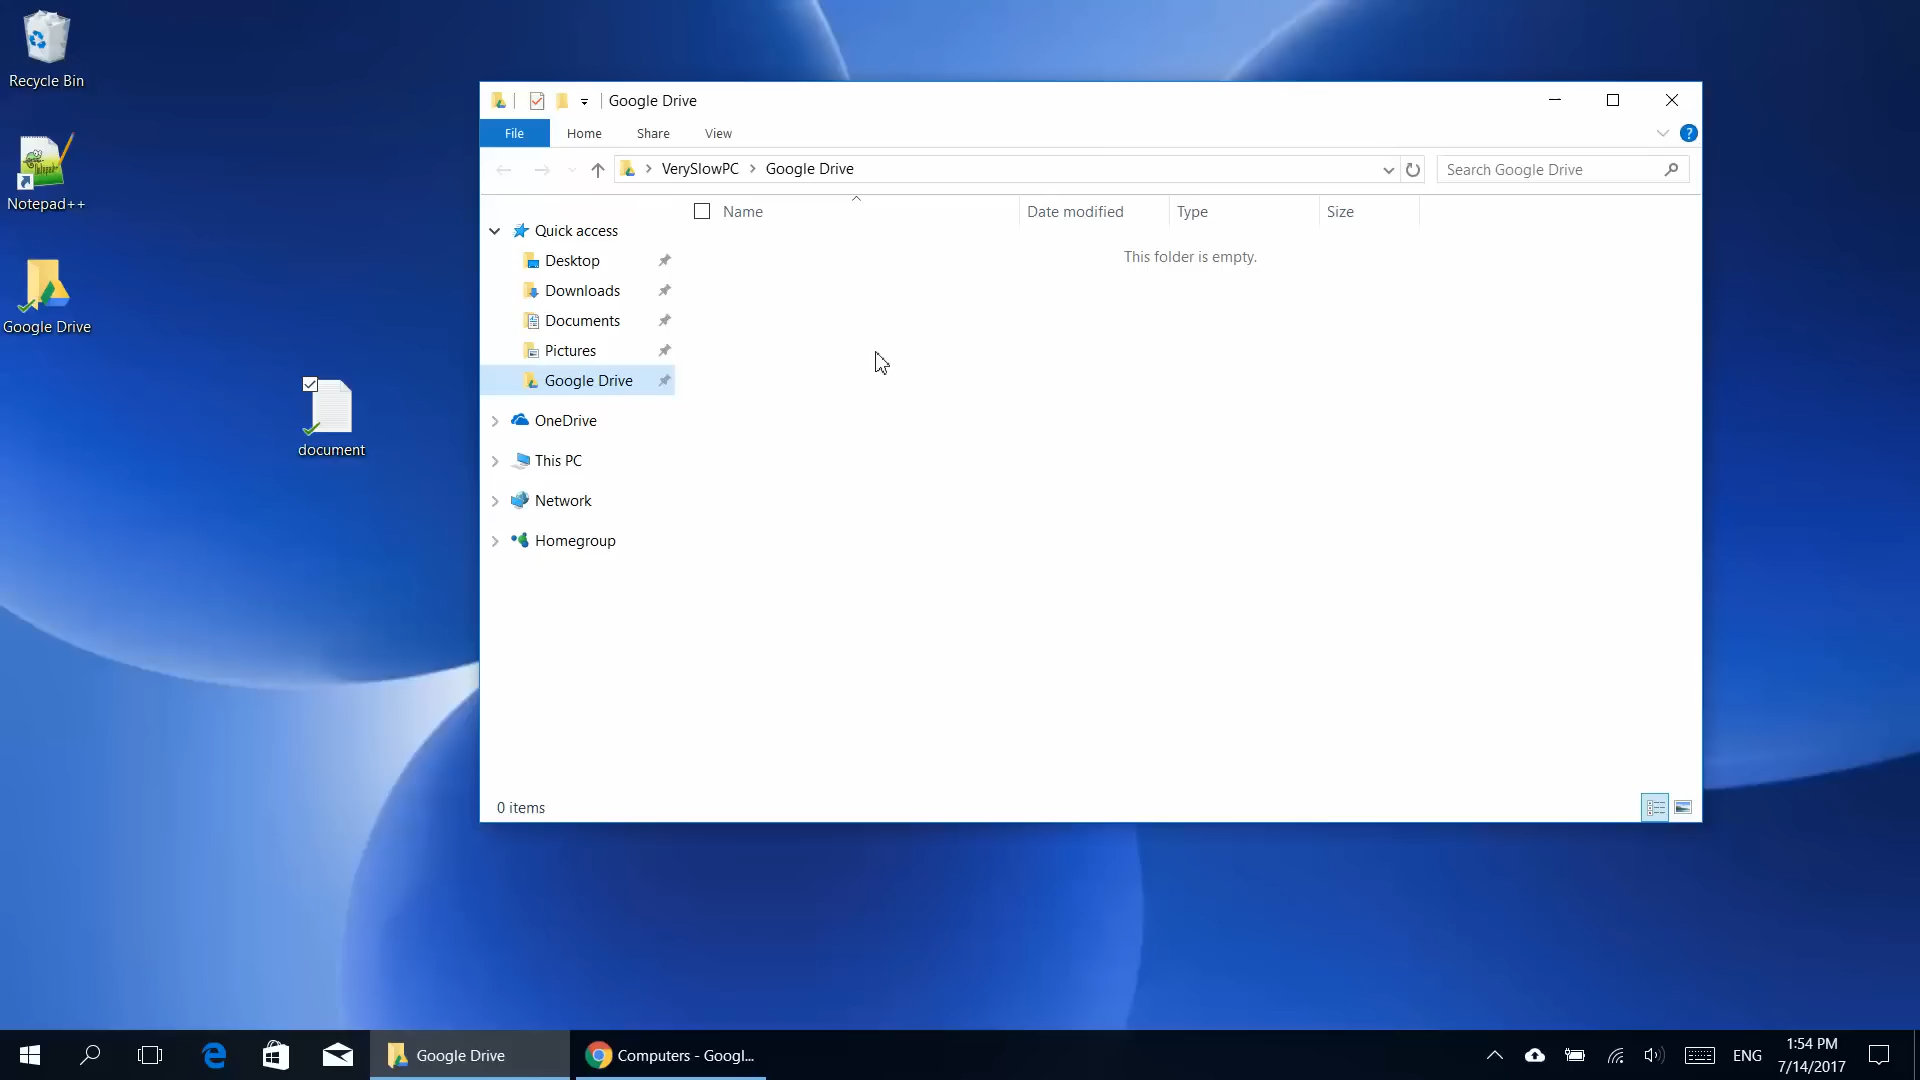 Recycle Bin
Notepad++
Google Drive
document
Google Drive
File Home Share View
VerySlowPC Google Drive
Search Google Drive
Name Date modified Type Size
This folder is empty.
Quick access
Desktop
Downloads
Documents
Pictures
Google Drive
OneDrive
This PC
Network
Homegroup
0 items
Google Drive
Computers - Googl...
ENG
1:54 PM
7/14/2017